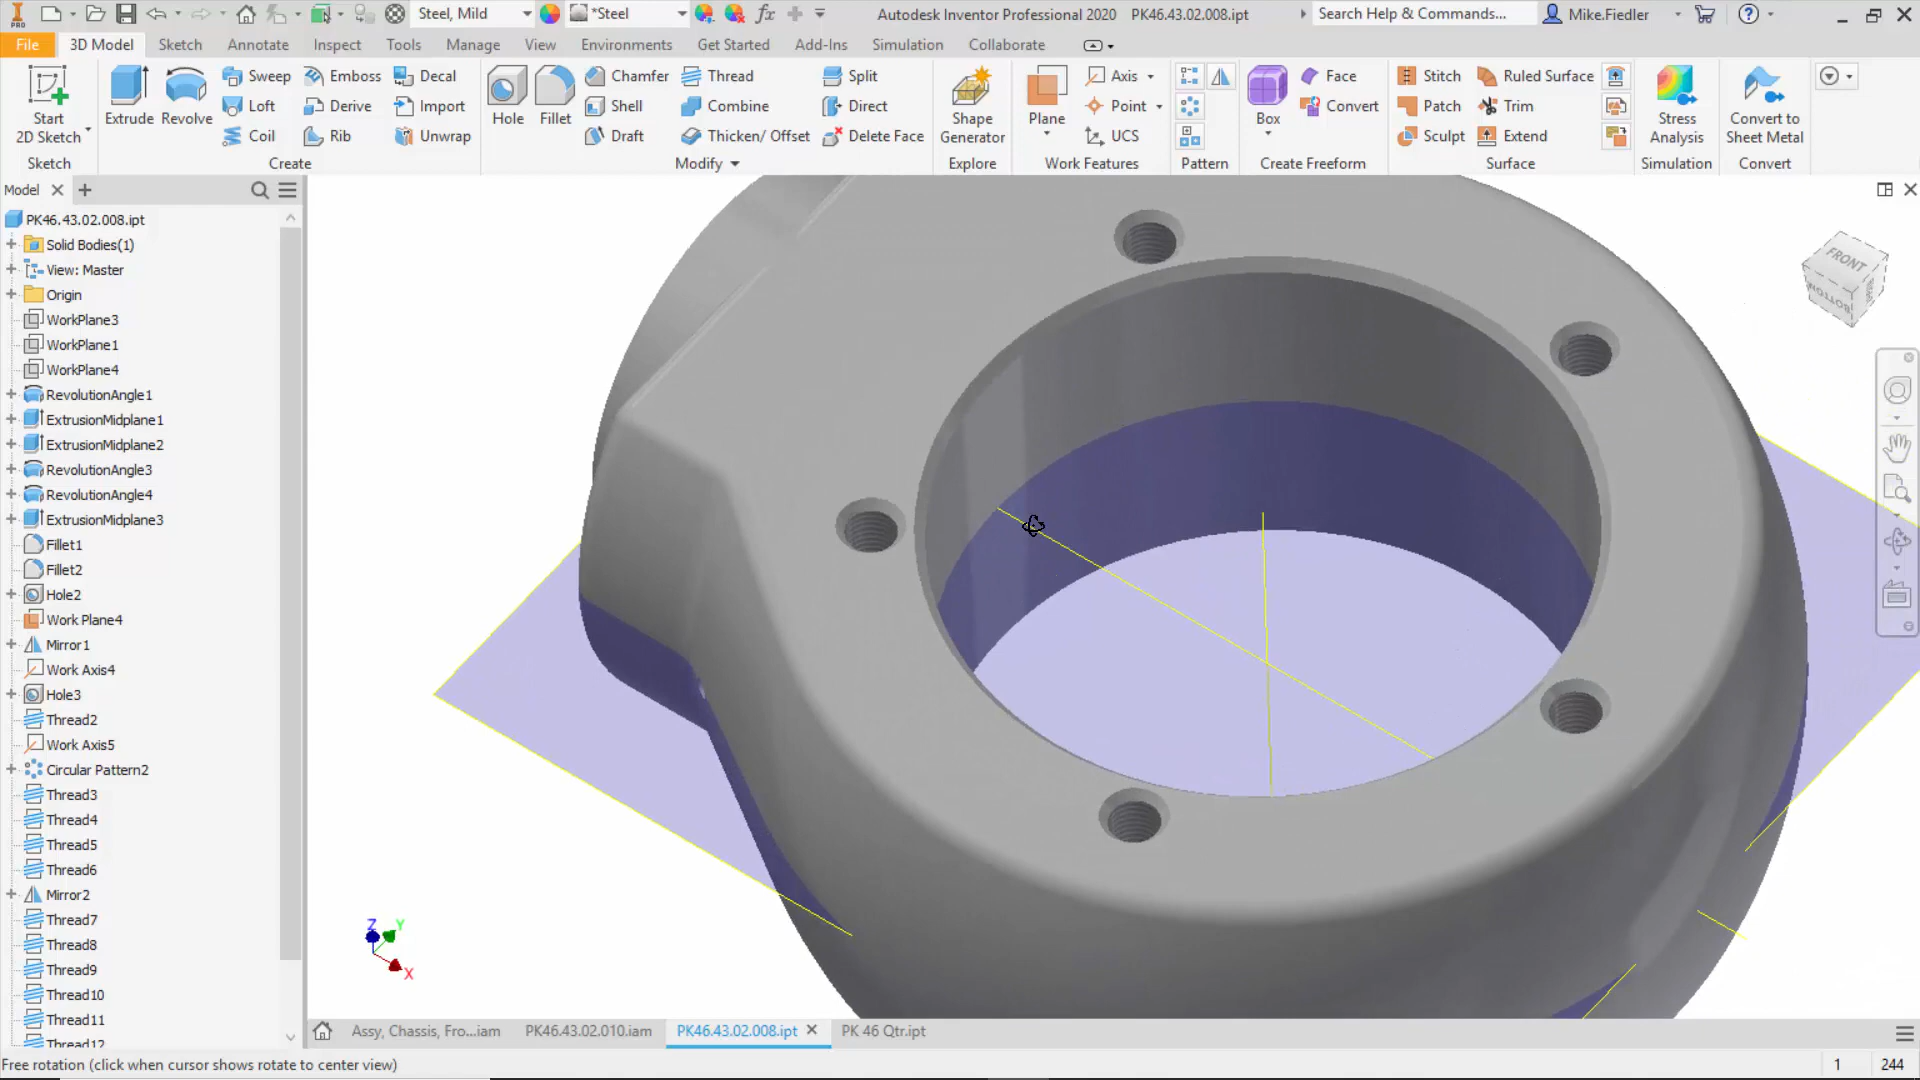 PRO
Steel, Mild
*Steel
fx
Autodesk Inventor Professional 2020 PK46.43.02.008.ipt
Search Help & Commands...
Mike.Fiedler
?
File
3D Model
Sketch
Annotate
Inspect
Tools
Manage
View
Environments
Get Started
Add-Ins
Simulation
Collaborate
Start
2D Sketch
Sketch
Extrude
Revolve
Sweep
Loft
Coil
Emboss
Derive
Rib
Decal
Import
Unwrap
Create
Hole
Fillet
Chamfer
Shell
Draft
Thread
Combine
Thicken/ Offset
Split
Direct
Delete Face
Modify
Shape
Generator
Explore
Plane
Axis
Point
UCS
Work Features
Pattern
Box
Face
Convert
Create Freeform
Stitch
Patch
Sculpt
Ruled Surface
Trim
Extend
Surface
Stress
Analysis
Simulation
Convert to
Sheet Metal
Convert
Model
PK46.43.02.008.ipt
Solid Bodies(1)
View: Master
Origin
WorkPlane3
WorkPlane1
WorkPlane4
RevolutionAngle1
ExtrusionMidplane1
ExtrusionMidplane2
RevolutionAngle3
RevolutionAngle4
ExtrusionMidplane3
Fillet1
Fillet2
Hole2
Work Plane4
Mirror1
Work Axis4
Hole3
Thread2
Work Axis5
Circular Pattern2
Thread3
Thread4
Thread5
Thread6
Mirror2
Thread7
Thread8
Thread9
Thread10
Thread11
Thread12
FRONT
BOTTOM
Z
Y
X
Assy, Chassis, Fro...iam
PK46.43.02.010.iam
PK46.43.02.008.ipt
PK 46 Qtr.ipt
Free rotation (click when cursor shows rotate to center view)
1
244